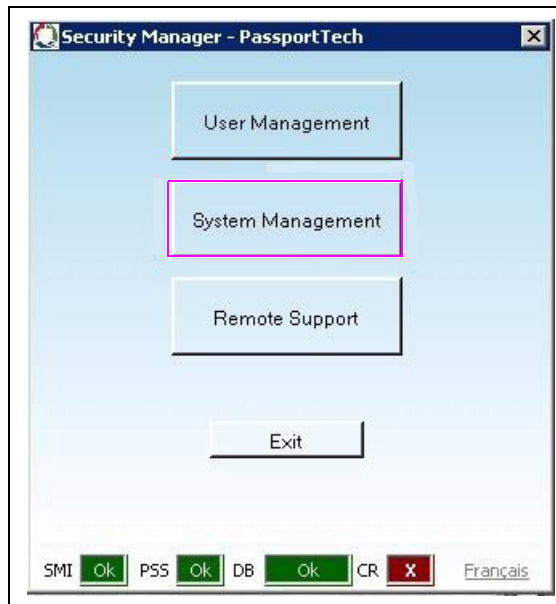 Security Manager - PassportTech X
User Management
System Management
Remote Support
Exit
SMI Ok PSS Ok DB Ok CR X Français